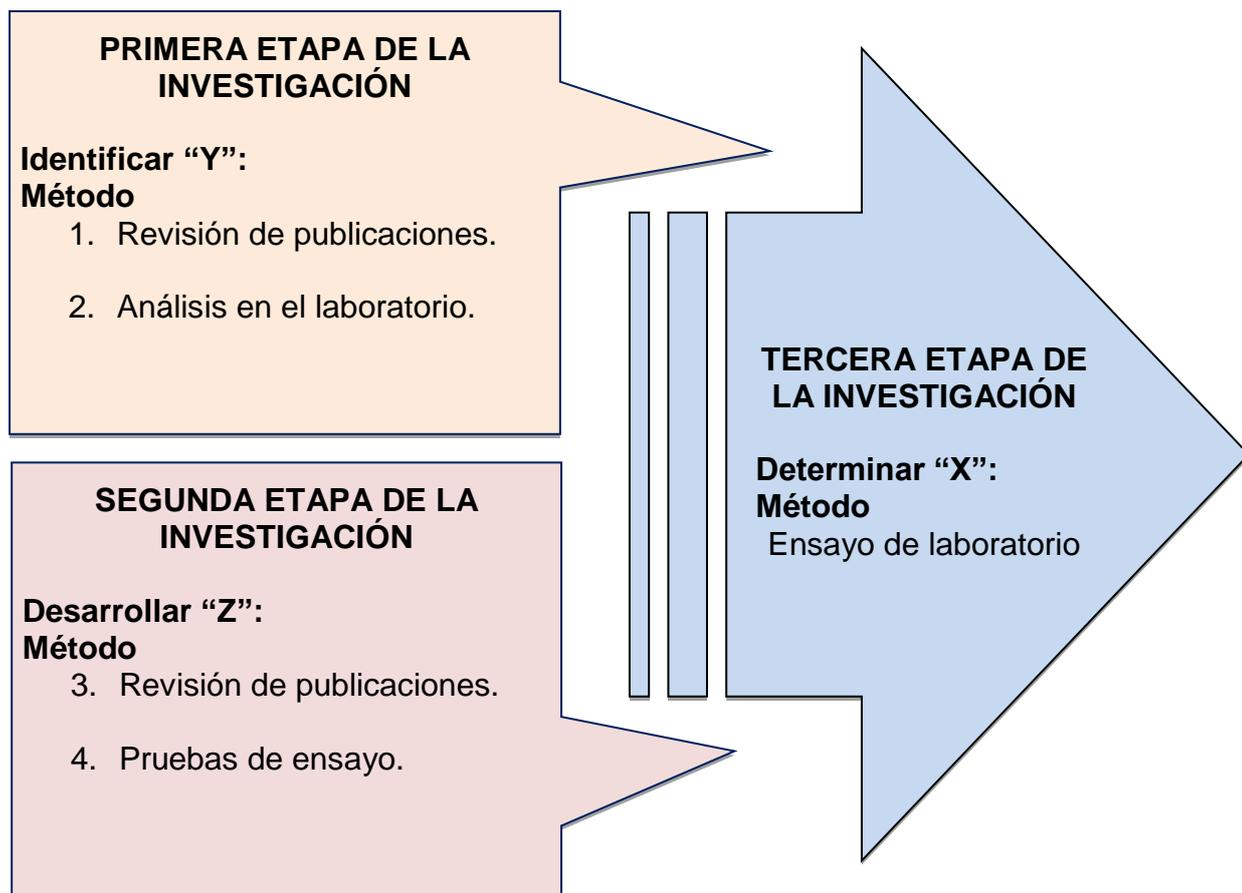 PRIMERA ETAPA DE LA
INVESTIGACIÓN
Identificar “Y”:
Método
1. Revisión de publicaciones.
2. Análisis en el laboratorio.
SEGUNDA ETAPA DE LA
INVESTIGACIÓN
Desarrollar “Z”:
Método
3. Revisión de publicaciones.
4. Pruebas de ensayo.
TERCERA ETAPA DE
LA INVESTIGACIÓN
Determinar “X”:
Método
Ensayo de laboratorio